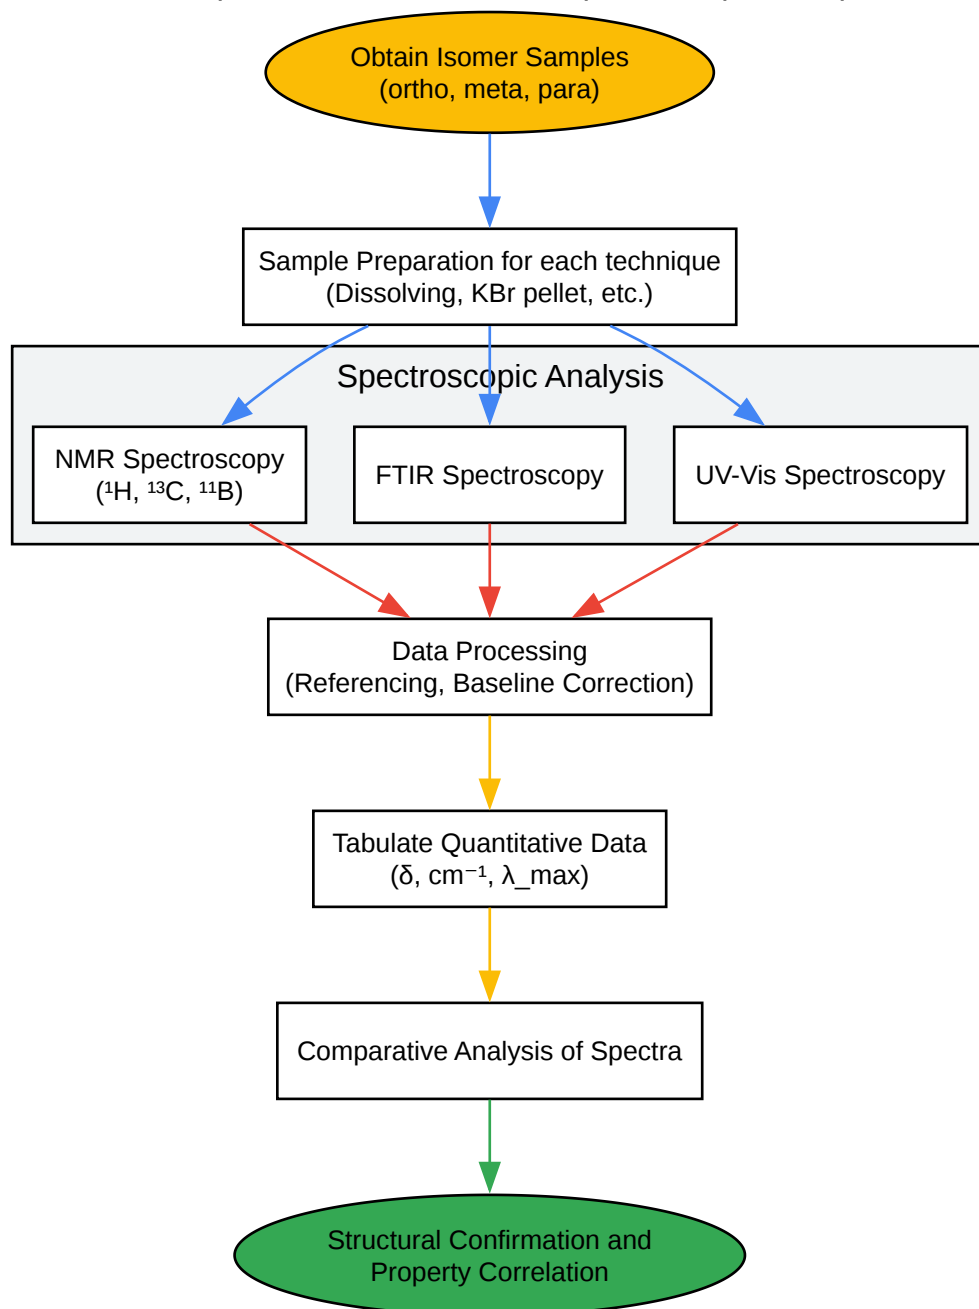 Obtain Isomer Samples
(ortho, meta, para)
Sample Preparation for each technique
(Dissolving, KBr pellet, etc.)
Spectroscopic Analysis
NMR Spectroscopy
(¹H, ¹³C, ¹¹B)
FTIR Spectroscopy
UV-Vis Spectroscopy
Data Processing
(Referencing, Baseline Correction)
Tabulate Quantitative Data
(δ, cm⁻¹, λ_max)
Comparative Analysis of Spectra
Structural Confirmation and
Property Correlation